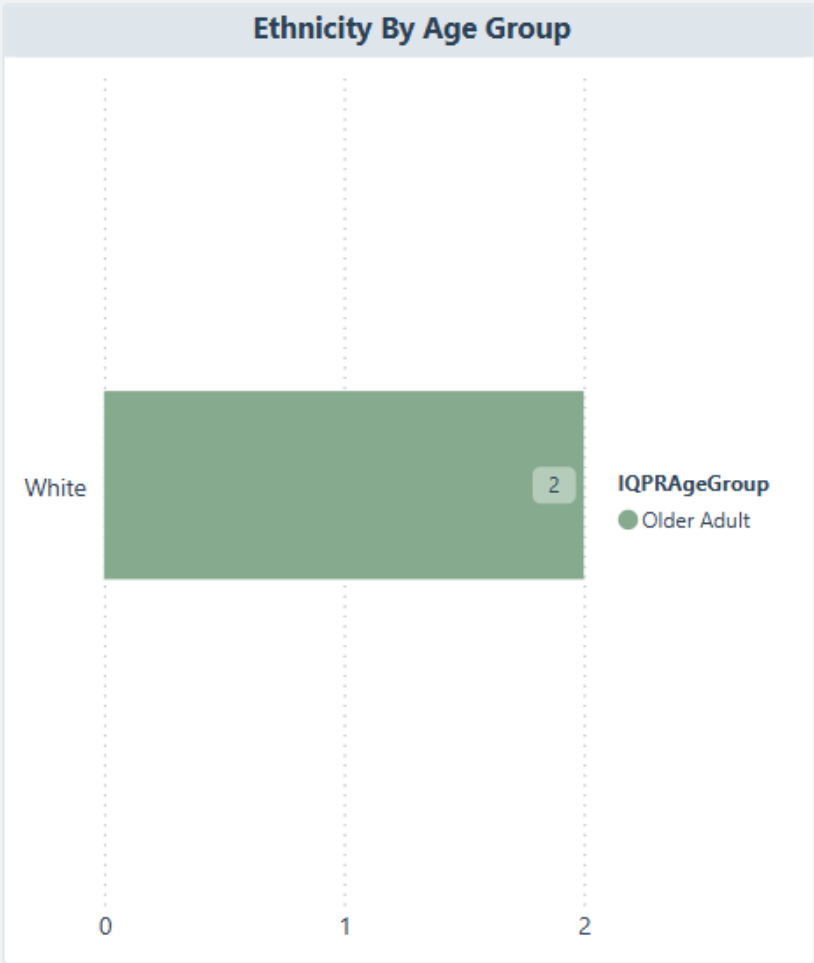 Ethnicity By Age Group
White
2
IQPRAgeGroup
Older Adult
0 1 2